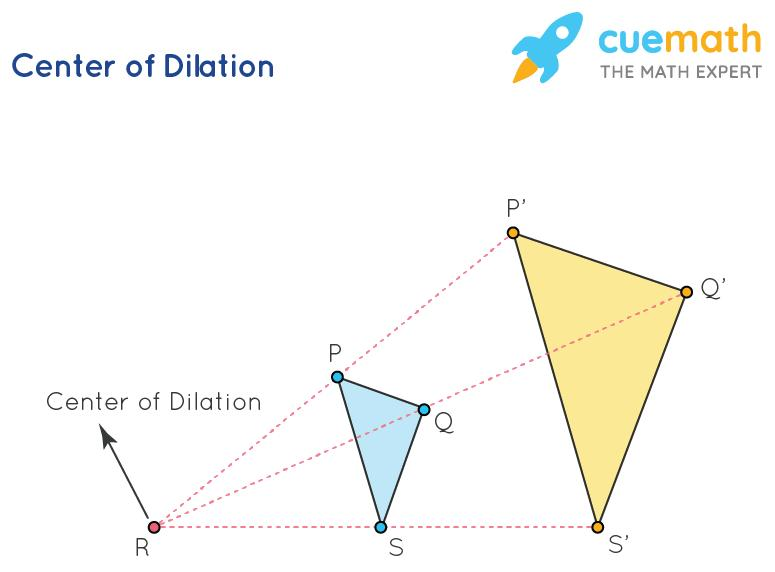 Center of Dilation
cuemath
THE MATH EXPERT
P'
Q'
P
Center of Dilation
Q
R
S
S'